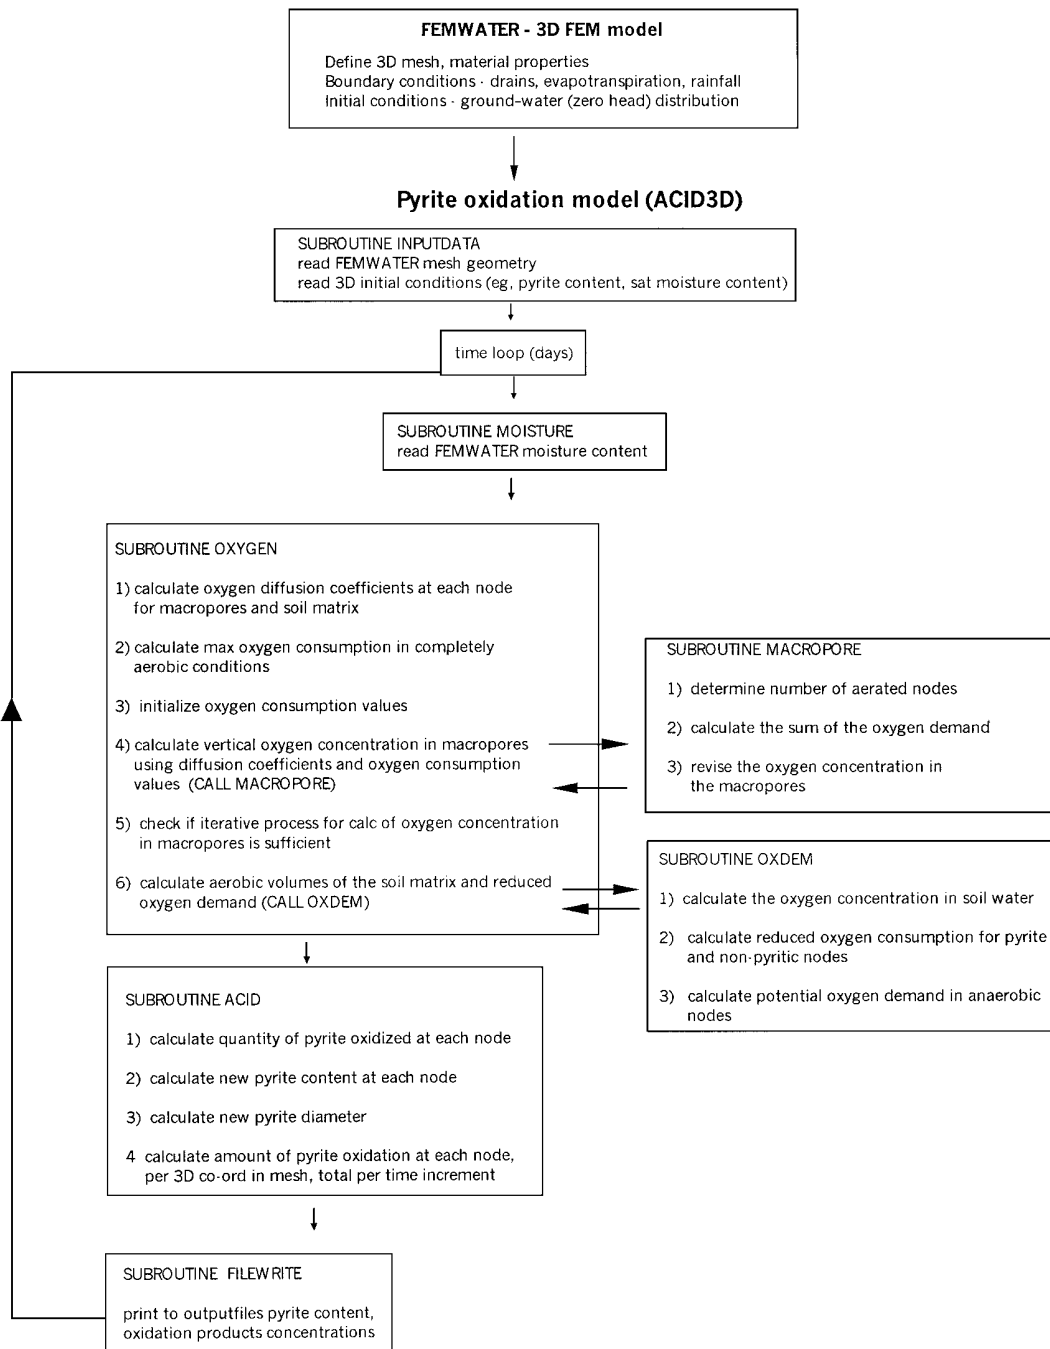 FEMWATER - 3D FEM model
Define 3D mesh, material properties
Boundary conditions - drains, evapotranspiration, rainfall
Initial conditions - ground-water (zero head) distribution
Pyrite oxidation model (ACID3D)
SUBROUTINE INPUTDATA
read FEMWATER mesh geometry
read 3D initial conditions (eg, pyrite content, sat moisture content)
time loop (days)
SUBROUTINE MOISTURE
read FEMWATER moisture content
SUBROUTINE OXYGEN
1) calculate oxygen diffusion coefficients at each node
for macropores and soil matrix
2) calculate max oxygen consumption in completely
aerobic conditions
3) initialize oxygen consumption values
4) calculate vertical oxygen concentration in macropores
using diffusion coefficients and oxygen consumption
values (CALL MACROPORE)
5) check if iterative process for calc of oxygen concentration
in macropores is sufficient
6) calculate aerobic volumes of the soil matrix and reduced
oxygen demand (CALL OXDEM)
SUBROUTINE MACROPORE
1) determine number of aerated nodes
2) calculate the sum of the oxygen demand
3) revise the oxygen concentration in
the macropores
SUBROUTINE OXDEM
1) calculate the oxygen concentration in soil water
2) calculate reduced oxygen consumption for pyrite
and non-pyritic nodes
3) calculate potential oxygen demand in anaerobic
nodes
SUBROUTINE ACID
1) calculate quantity of pyrite oxidized at each node
2) calculate new pyrite content at each node
3) calculate new pyrite diameter
4 calculate amount of pyrite oxidation at each node,
per 3D co-ord in mesh, total per time increment
SUBROUTINE FILEWRITE
print to outputfiles pyrite content,
oxidation products concentrations